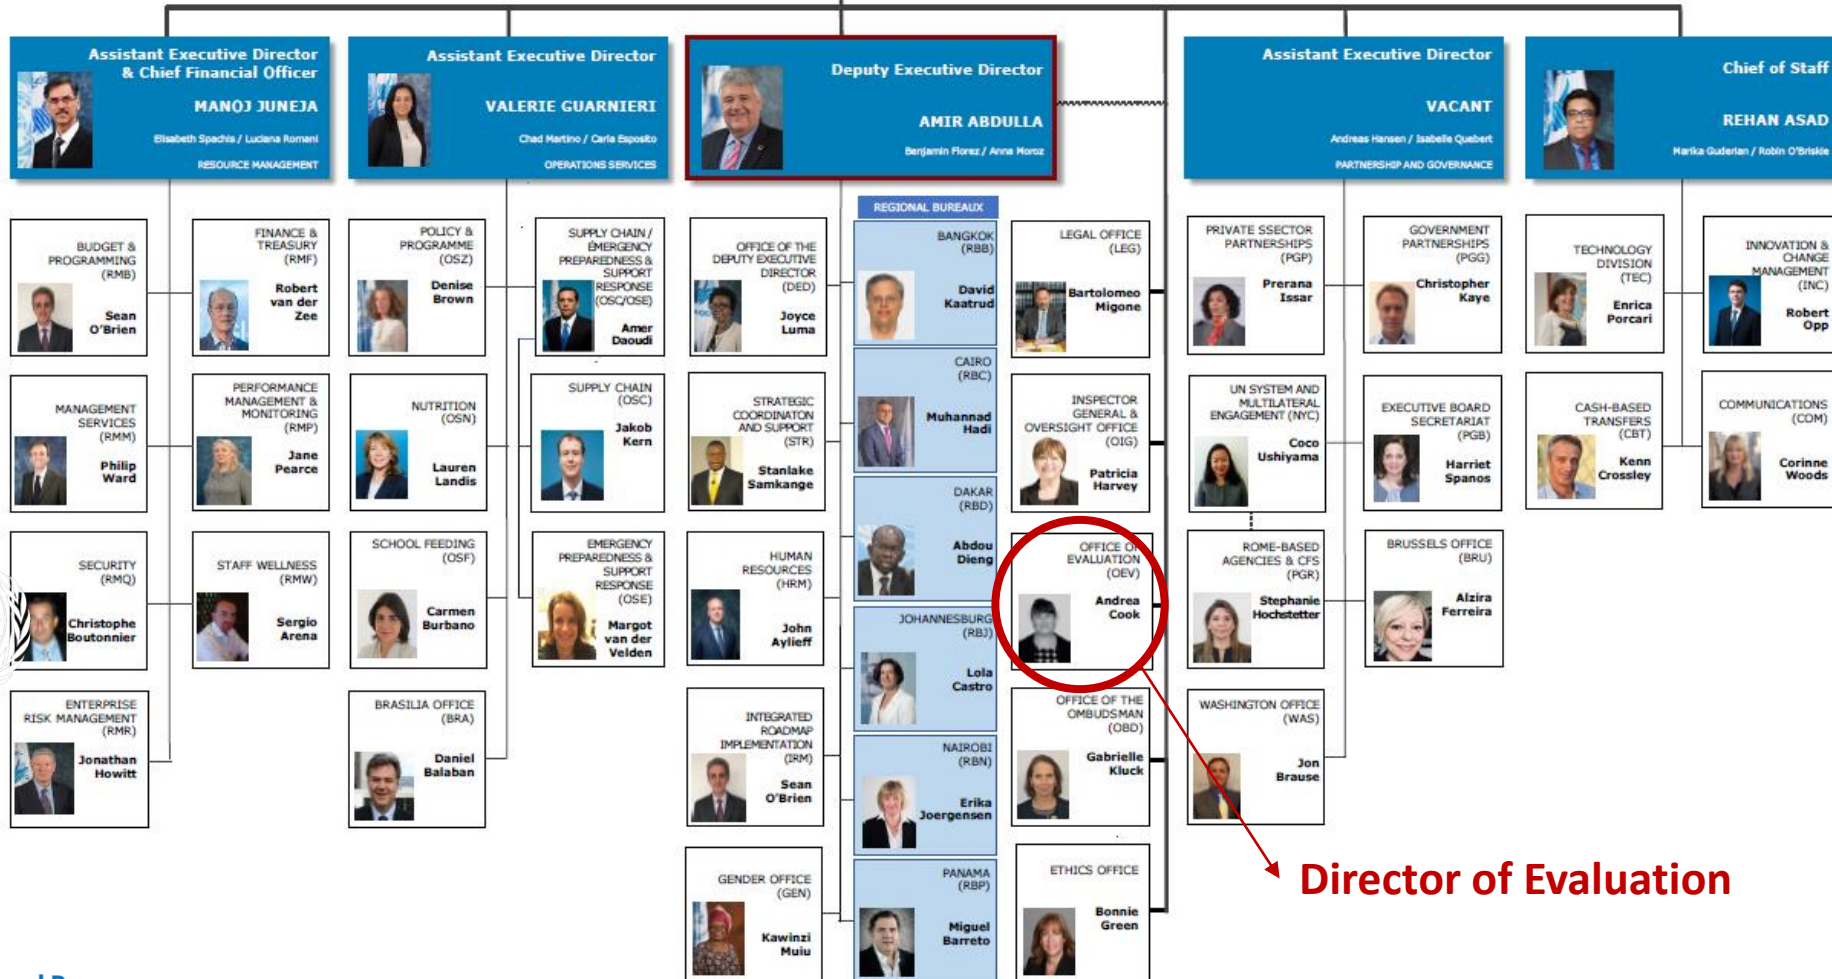 Assistant Executive Director
& Chief Financial Officer
MANOJ JUNEJA
Elisabeth Spachis / Luciana Romani
RESOURCE MANAGEMENT
Assistant Executive Director
VALERIE GUARNIERI
Chad Martino / Carla Esposito
OPERATIONS SERVICES
Deputy Executive Director
AMIR ABDULLA
Benjamin Florez / Anna Moroz
Assistant Executive Director
VACANT
Andreas Hansen / Isabelle Quebert
PARTNERSHIP AND GOVERNANCE
Chief of Staff
REHAN ASAD
Marika Guderian / Robin O'Briskie
BUDGET &
PROGRAMMING
(RMB)
Sean
O'Brien
FINANCE &
TREASURY
(RMF)
Robert
van der
Zee
MANAGEMENT
SERVICES
(RMM)
Philip
Ward
PERFORMANCE
MANAGEMENT &
MONITORING
(RMP)
Jane
Pearce
SECURITY
(RMQ)
Christophe
Boutonnier
STAFF WELLNESS
(RMW)
Sergio
Arena
ENTERPRISE
RISK MANAGEMENT
(RMR)
Jonathan
Howitt
POLICY &
PROGRAMME
(OSZ)
Denise
Brown
SUPPLY CHAIN /
EMERGENCY
PREPAREDNESS &
SUPPORT
RESPONSE
(OSC/OSE)
Amer
Daoudi
NUTRITION
(OSN)
Lauren
Landis
SUPPLY CHAIN
(OSC)
Jakob
Kern
SCHOOL FEEDING
(OSF)
Carmen
Burbano
EMERGENCY
PREPAREDNESS &
SUPPORT
RESPONSE
(OSE)
Margot
van der
Velden
BRASILIA OFFICE
(BRA)
Daniel
Balaban
OFFICE OF THE
DEPUTY EXECUTIVE
DIRECTOR
(DED)
Joyce
Luma
STRATEGIC
COORDINATON
AND SUPPORT
(STR)
Stanlake
Samkange
HUMAN
RESOURCES
(HRM)
John
Aylieff
INTEGRATED
ROADMAP
IMPLEMENTATION
(IRM)
Sean
O'Brien
GENDER OFFICE
(GEN)
Kawinzi
Muiu
REGIONAL BUREAUX
BANGKOK
(RBB)
David
Kaatrud
CAIRO
(RBC)
Muhannad
Hadi
DAKAR
(RBD)
Abdou
Dieng
JOHANNESBURG
(RBJ)
Lola
Castro
NAIROBI
(RBN)
Erika
Joergensen
PANAMA
(RBP)
Miguel
Barreto
LEGAL OFFICE
(LEG)
Bartolomeo
Migone
INSPECTOR
GENERAL &
OVERSIGHT OFFICE
(OIG)
Patricia
Harvey
OFFICE OF
EVALUATION
(OEV)
Andrea
Cook
OFFICE OF THE
OMBUDSMAN
(OBD)
Gabrielle
Kluck
ETHICS OFFICE
Bonnie
Green
PRIVATE SSECTOR
PARTNERSHIPS
(PGP)
Prerana
Issar
GOVERNMENT
PARTNERSHIPS
(PGG)
Christopher
Kaye
UN SYSTEM AND
MULTILATERAL
ENGAGEMENT (NYC)
Coco
Ushiyama
EXECUTIVE BOARD
SECRETARIAT
(PGB)
Harriet
Spanos
ROME-BASED
AGENCIES & CFS
(PGR)
Stephanie
Hochstetter
BRUSSELS OFFICE
(BRU)
Alzira
Ferreira
WASHINGTON OFFICE
(WAS)
Jon
Brause
TECHNOLOGY
DIVISION
(TEC)
Enrica
Porcari
INNOVATION &
CHANGE
MANAGEMENT
(INC)
Robert
Opp
CASH-BASED
TRANSFERS
(CBT)
Kenn
Crossley
COMMUNICATIONS
(COM)
Corinne
Woods
Director of Evaluation